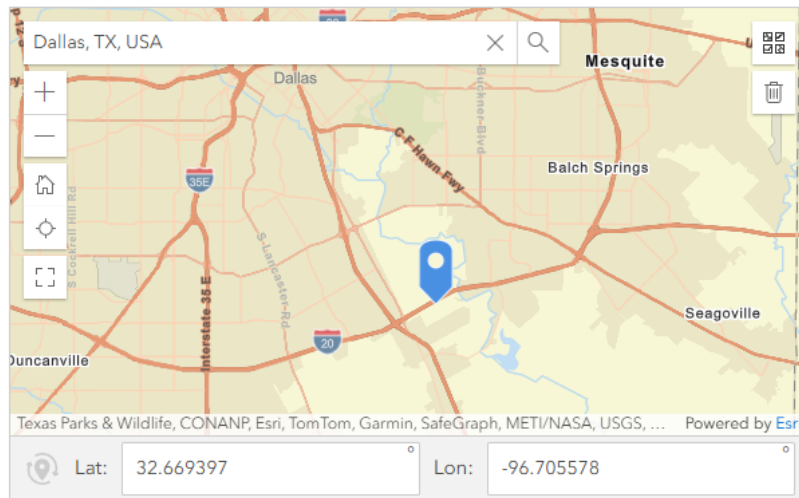 Dallas, TX, USA
Dallas
Mesquite
Buckner-Blvd
C F Hawn Fwy
Balch Springs
35E
S Cockrell Hill Rd
S-Lancaster-Rd
Interstate 35 E
20
Seagoville
Duncanville
Texas Parks & Wildlife, CONANP, Esri, TomTom, Garmin, SafeGraph, METI/NASA, USGS, ... Powered by Esr
Lat: 32.669397 ° Lon: -96.705578 °